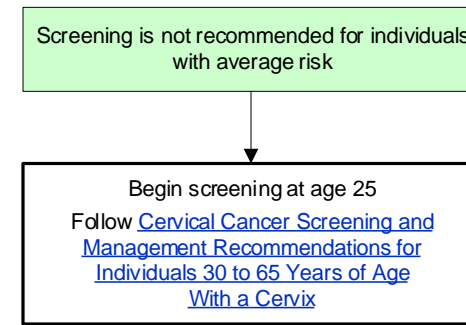 Screening is not recommended for individuals
with average risk
Begin screening at age 25
Follow Cervical Cancer Screening and
Management Recommendations for
Individuals 30 to 65 Years of Age
With a Cervix